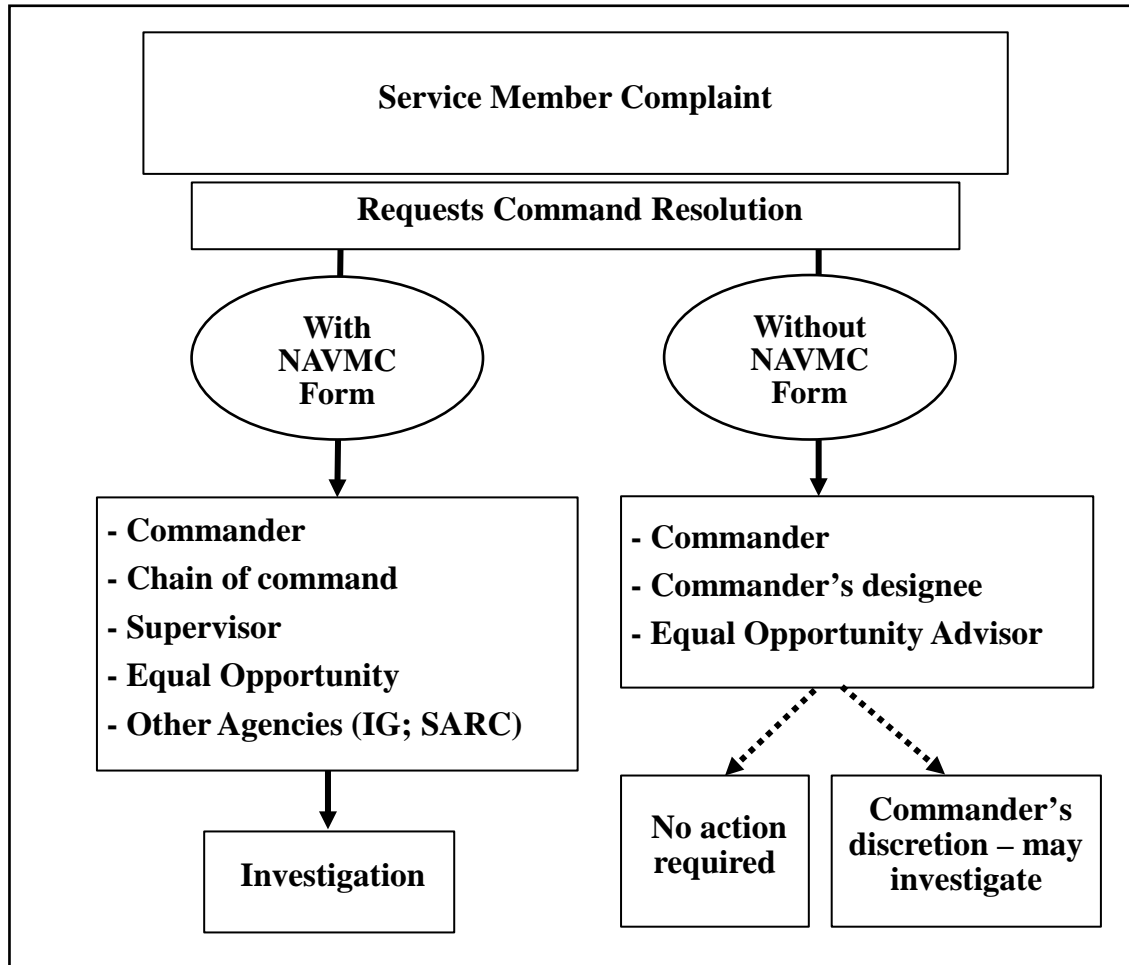 Service Member Complaint
Requests Command Resolution
With
NAVMC
Form
Without
NAVMC
Form
- Commander
- Chain of command
- Supervisor
- Equal Opportunity
- Other Agencies (IG; SARC)
- Commander
- Commander’s designee
- Equal Opportunity Advisor
Investigation
No action
required
Commander’s
discretion – may
investigate